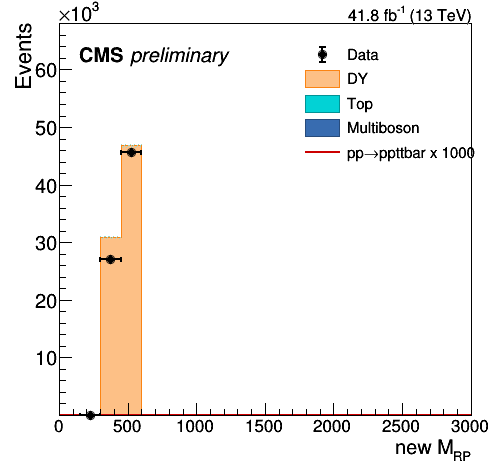 ×10³
41.8 fb⁻¹ (13 TeV)
Events
CMS preliminary
Data
DY
Top
Multiboson
pp→ppttbar x 1000
60
50
40
30
20
10
0 500 1000 1500 2000 2500 3000
new M_RP